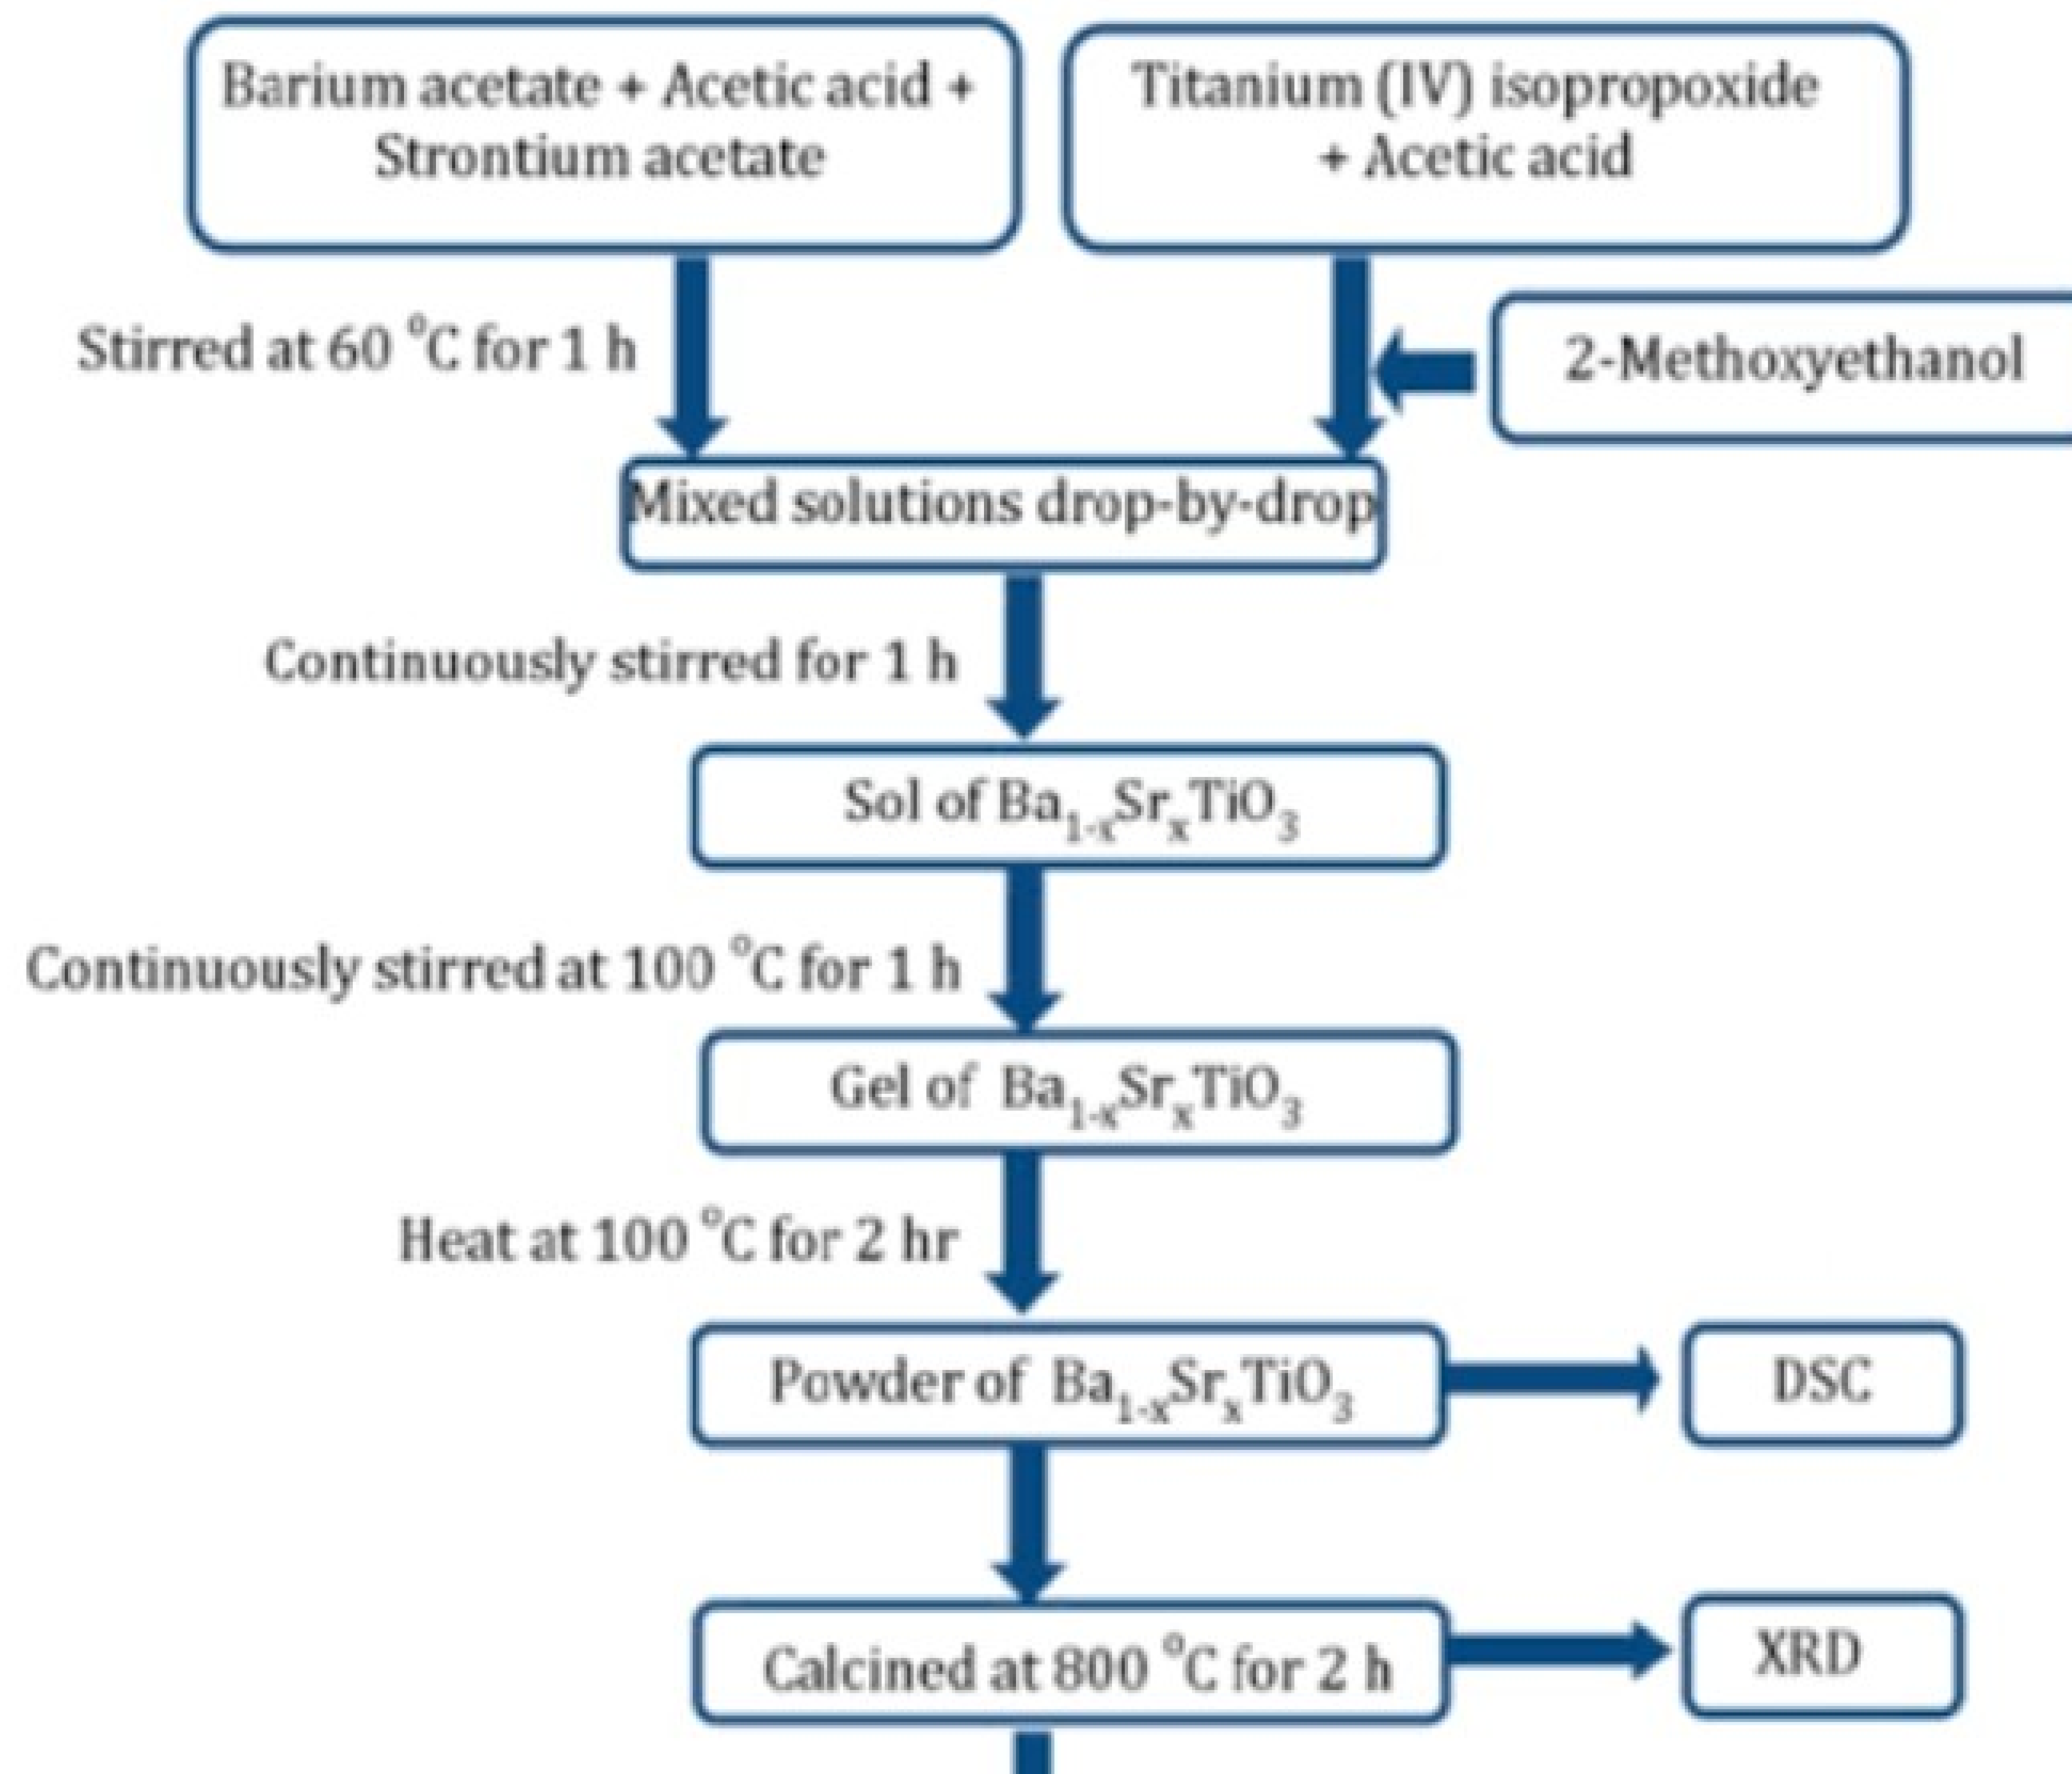 Barium acetate + Acetic acid +
Strontium acetate
Titanium (IV) isopropoxide
+ Acetic acid
Stirred at 60 °C for 1 h
2-Methoxyethanol
Mixed solutions drop-by-drop
Continuously stirred for 1 h
Sol of Ba₁₋ₓSrₓTiO₃
Continuously stirred at 100 °C for 1 h
Gel of Ba₁₋ₓSrₓTiO₃
Heat at 100 °C for 2 hr
Powder of Ba₁₋ₓSrₓTiO₃
DSC
Calcined at 800 °C for 2 h
XRD